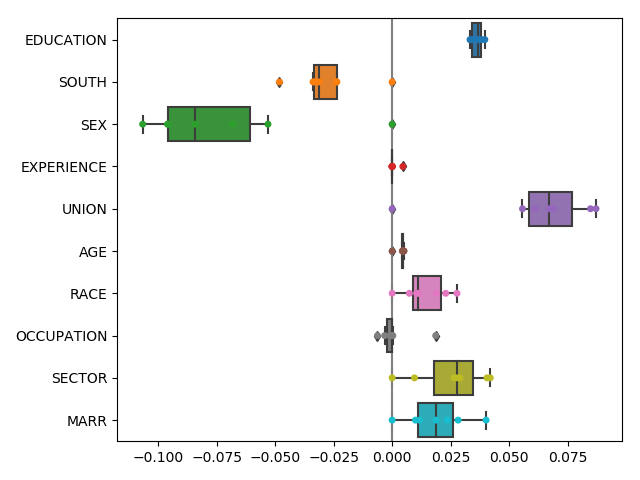 EDUCATION
SOUTH
SEX
EXPERIENCE
UNION
AGE
RACE
OCCUPATION
SECTOR
MARR
−0.100 −0.075 −0.050 −0.025 0.000 0.025 0.050 0.075